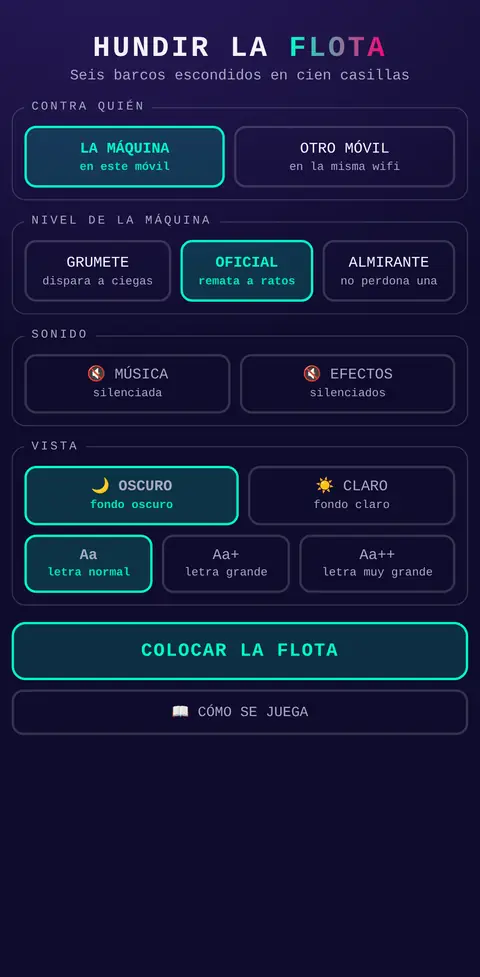 HUNDIR LA FLOTA
Seis barcos escondidos en cien casillas
CONTRA QUIÉN
LA MÁQUINA
en este móvil
OTRO MÓVIL
en la misma wifi
NIVEL DE LA MÁQUINA
GRUMETE
dispara a ciegas
OFICIAL
remata a ratos
ALMIRANTE
no perdona una
SONIDO
🔇 MÚSICA
silenciada
🔇 EFECTOS
silenciados
VISTA
🌙 OSCURO
fondo oscuro
☀️ CLARO
fondo claro
Aa
letra normal
Aa+
letra grande
Aa++
letra muy grande
COLOCAR LA FLOTA
📖 CÓMO SE JUEGA